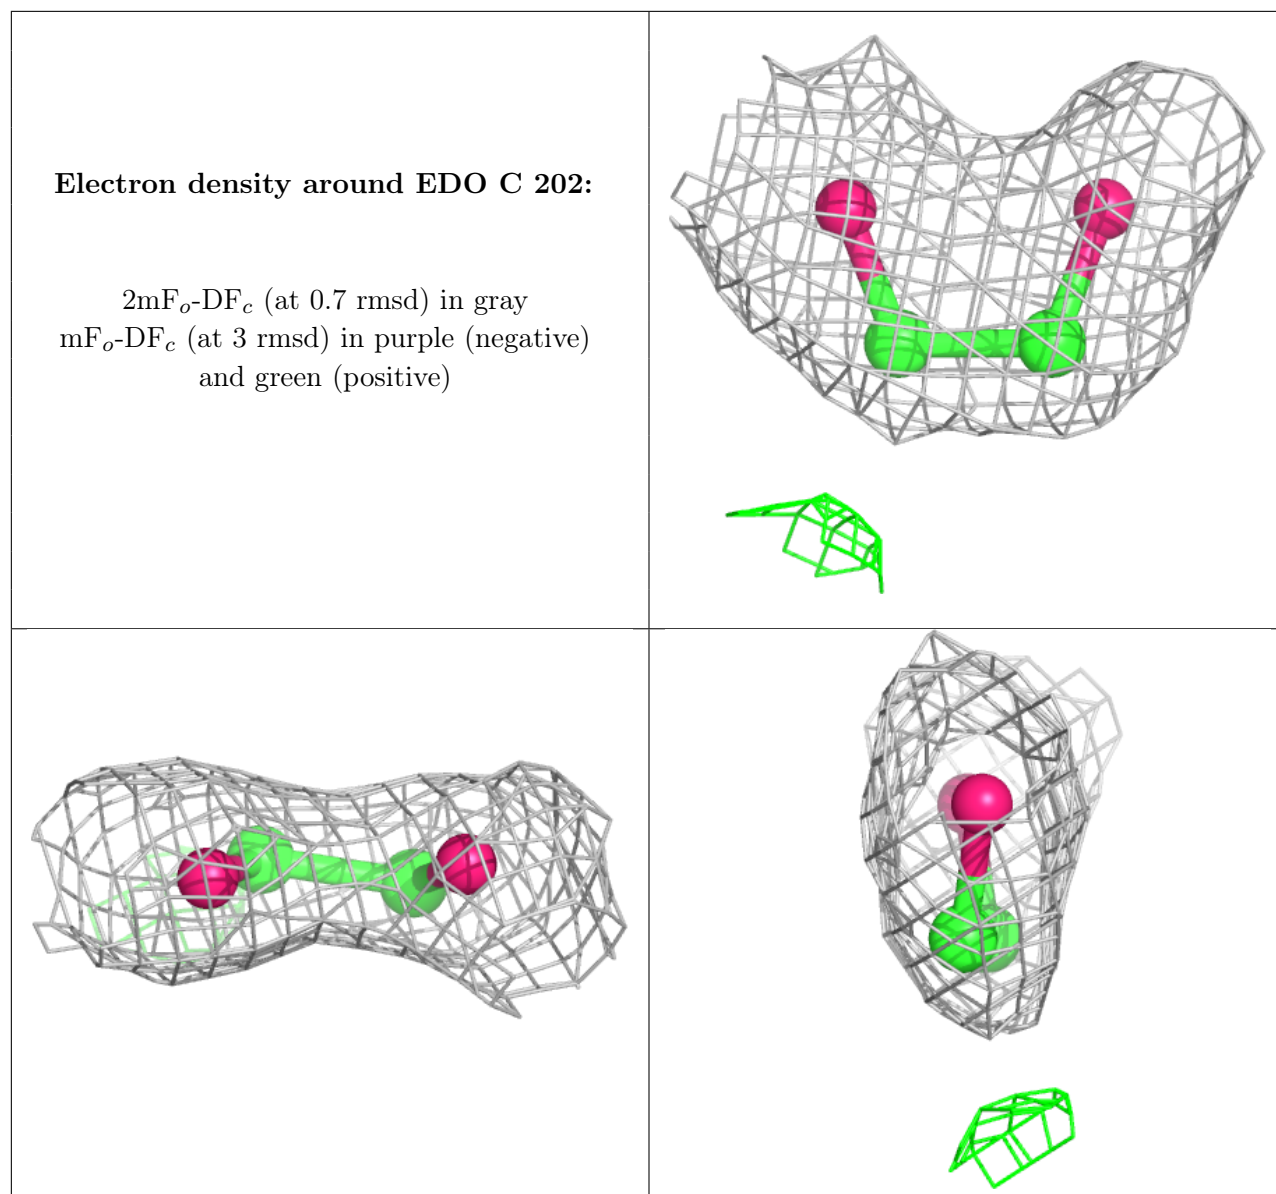 Electron density around EDO C 202:
2mFo-DFc (at 0.7 rmsd) in gray
mFo-DFc (at 3 rmsd) in purple (negative)
and green (positive)